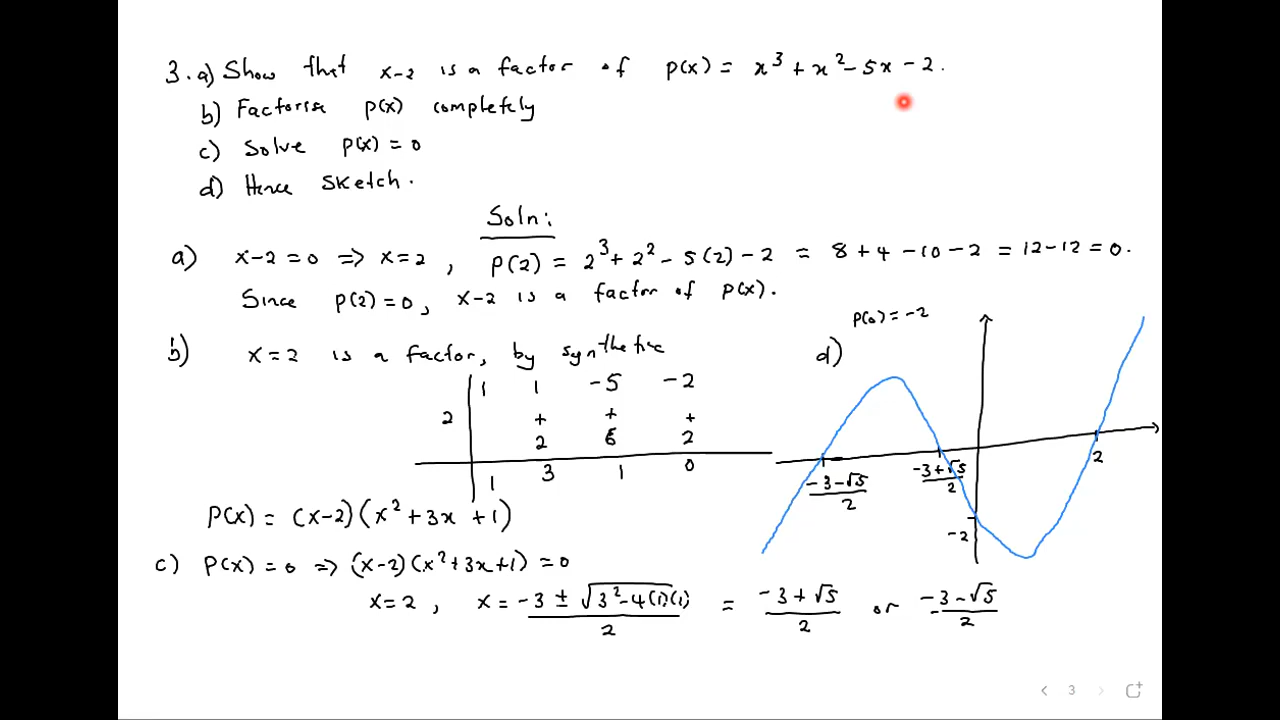 3. a) Show that x-2 is a factor of p(x) = x³ + x² - 5x - 2.
b) Factorise p(x) completely
c) Solve p(x) = 0
d) Hence sketch.
Soln:
a) x-2 = 0 ⇒ x = 2, p(2) = 2³ + 2² - 5(2) - 2 = 8 + 4 - 10 - 2 = 12 - 12 = 0.
Since p(2) = 0, x-2 is a factor of p(x).
b) x = 2 is a factor, by synthetic
1 1 -5 -2
2 + + +
2 6 2
1 3 1 0
P(x) = (x-2)(x² + 3x + 1)
c) P(x) = 0 ⇒ (x-2)(x² + 3x + 1) = 0
x = 2, x = (-3 ± √(3² - 4(1)(1)))/2 = (-3 + √5)/2 or (-3 - √5)/2
P(0) = -2
d)
(-3 - √5)/2 (-3 + √5)/2 2
-2
3